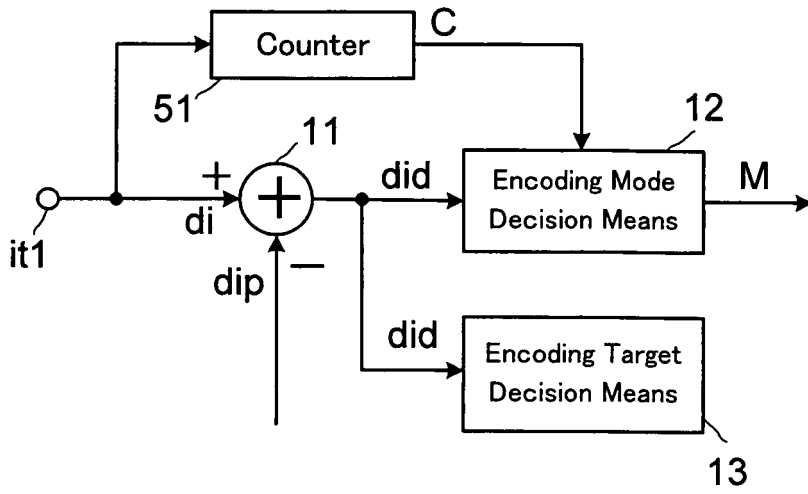 Counter
C
51
11
12
+
did
Encoding Mode
Decision Means
M
di
+
it1
dip
−
did
Encoding Target
Decision Means
13